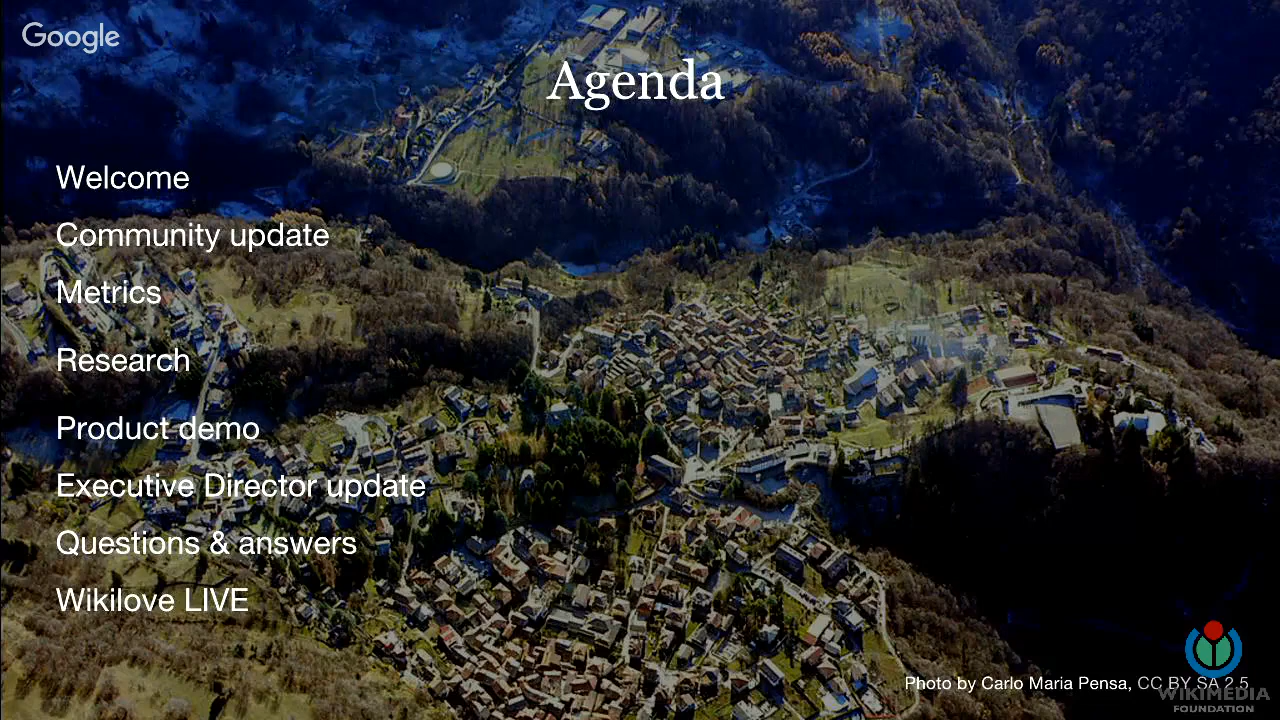 Google
Agenda
Welcome
Community update
Metrics
Research
Product demo
Executive Director update
Questions & answers
Wikilove LIVE
Photo by Carlo Maria Pensa, CC BY SA 2.5
WIKIMEDIA
FOUNDATION